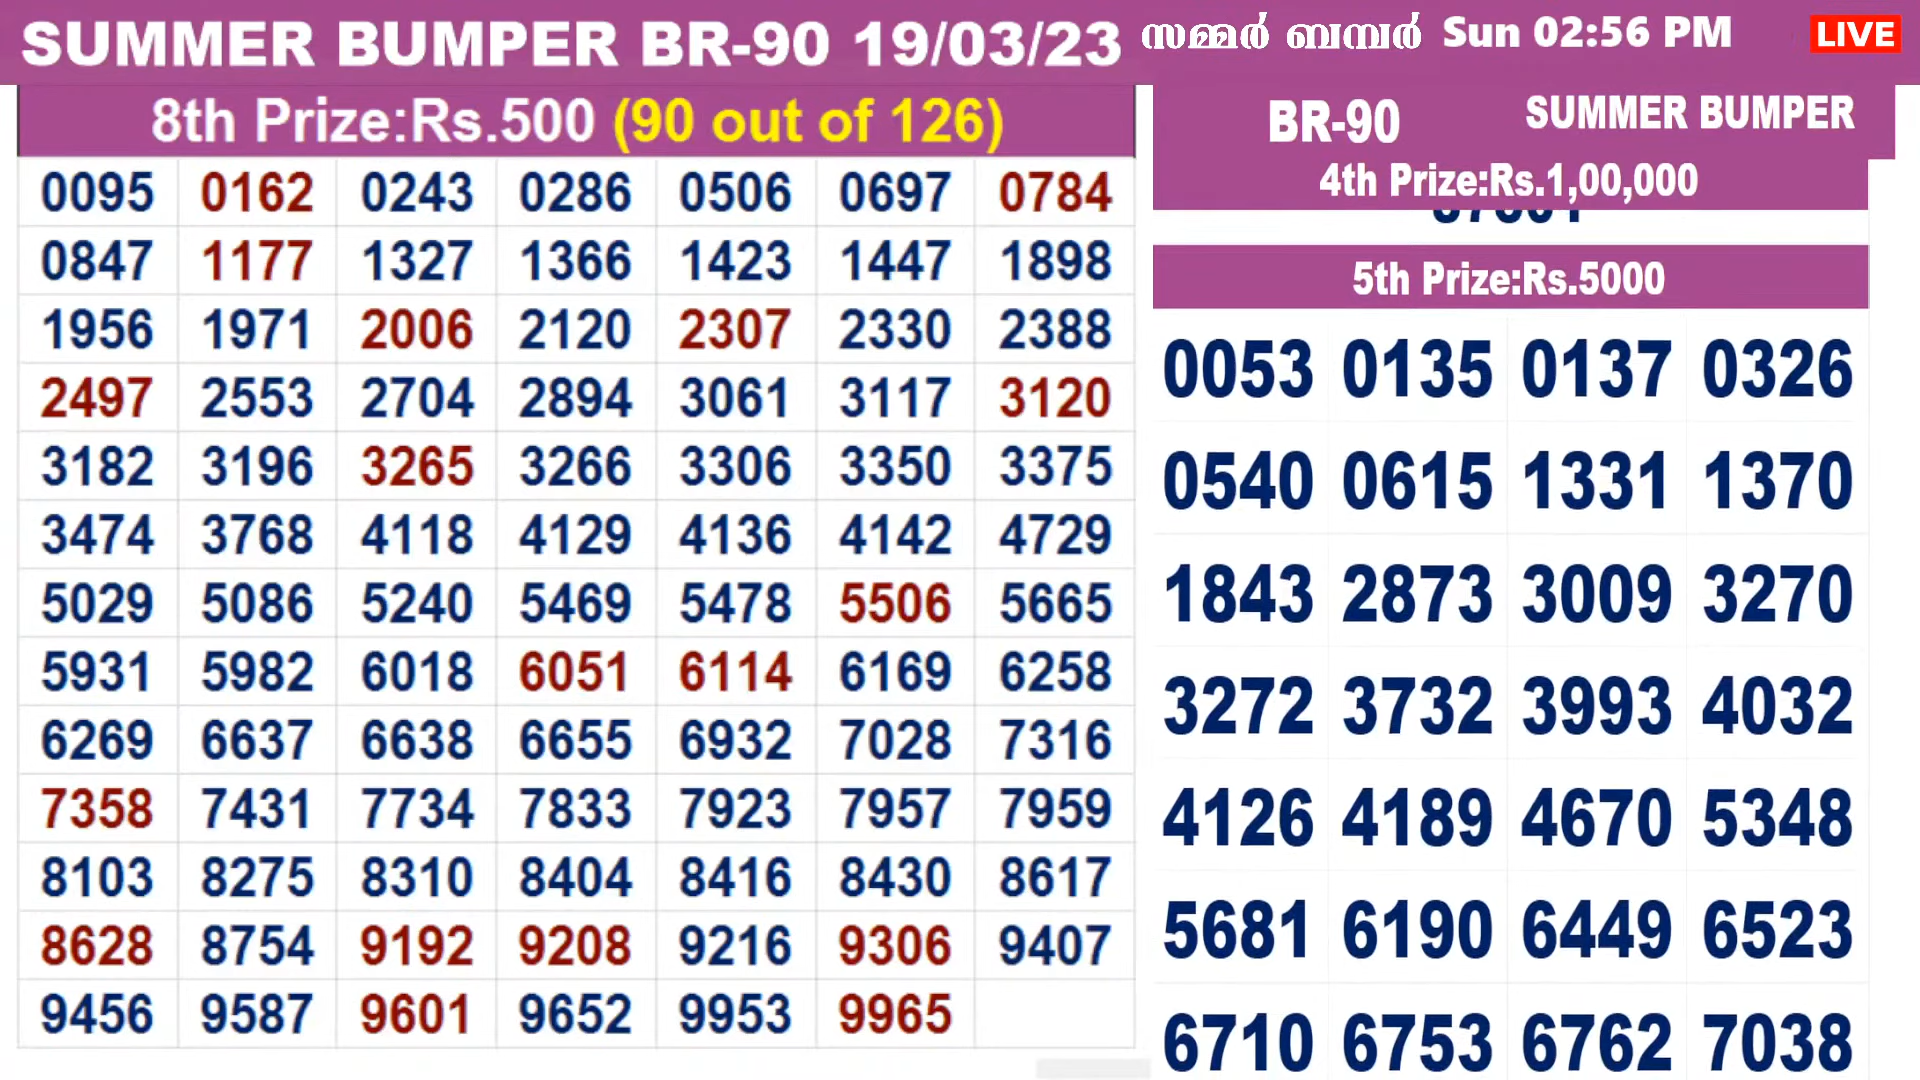 SUMMER BUMPER BR-90 19/03/23 സമ്മർ ബമ്പർ Sun 02:56 PM LIVE
8th Prize:Rs.500 (90 out of 126)
0095 0162 0243 0286 0506 0697 0784
0847 1177 1327 1366 1423 1447 1898
1956 1971 2006 2120 2307 2330 2388
2497 2553 2704 2894 3061 3117 3120
3182 3196 3265 3266 3306 3350 3375
3474 3768 4118 4129 4136 4142 4729
5029 5086 5240 5469 5478 5506 5665
5931 5982 6018 6051 6114 6169 6258
6269 6637 6638 6655 6932 7028 7316
7358 7431 7734 7833 7923 7957 7959
8103 8275 8310 8404 8416 8430 8617
8628 8754 9192 9208 9216 9306 9407
9456 9587 9601 9652 9953 9965
BR-90 SUMMER BUMPER
4th Prize:Rs.1,00,000
5th Prize:Rs.5000
0053 0135 0137 0326
0540 0615 1331 1370
1843 2873 3009 3270
3272 3732 3993 4032
4126 4189 4670 5348
5681 6190 6449 6523
6710 6753 6762 7038